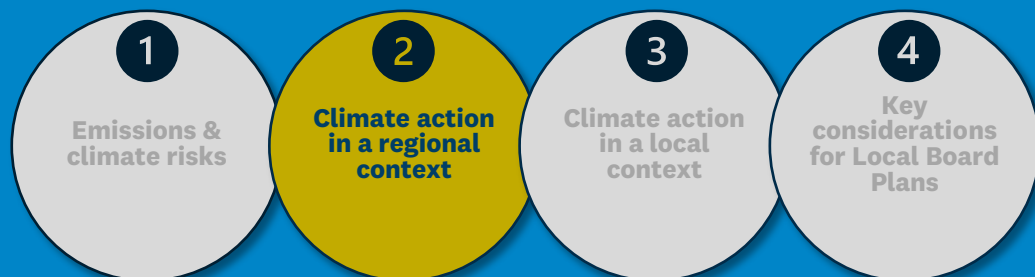 1
Emissions &
climate risks
2
Climate action
in a regional
context
3
Climate action
in a local
context
4
Key
considerations
for Local Board
Plans